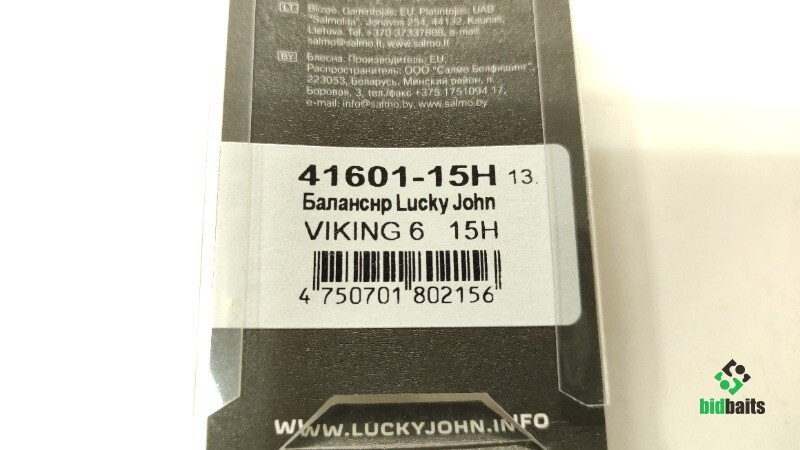 LT Blizgė. Gamintojas: EU. Platintojas: UAB
"Salmolita", Jonavos 254, 44132, Kaunas,
Lietuva. Tel. +370 37337888, e-mail:
salmo@salmo.lt, www.salmo.lt
BY Блесна. Производитель, EU.
Распространитель: ООО "Салмо Белфишинг",
223053, Беларусь, Минский район, д.
Боровая, 3, тел./факс +375 1751094 17,
e-mail: info@salmo.by, www.salmo.by
41601-15H 13.
Балансир Lucky John
VIKING 6 15H
4 750701 802156
WWW.LUCKYJOHN.INFO
bidbaits